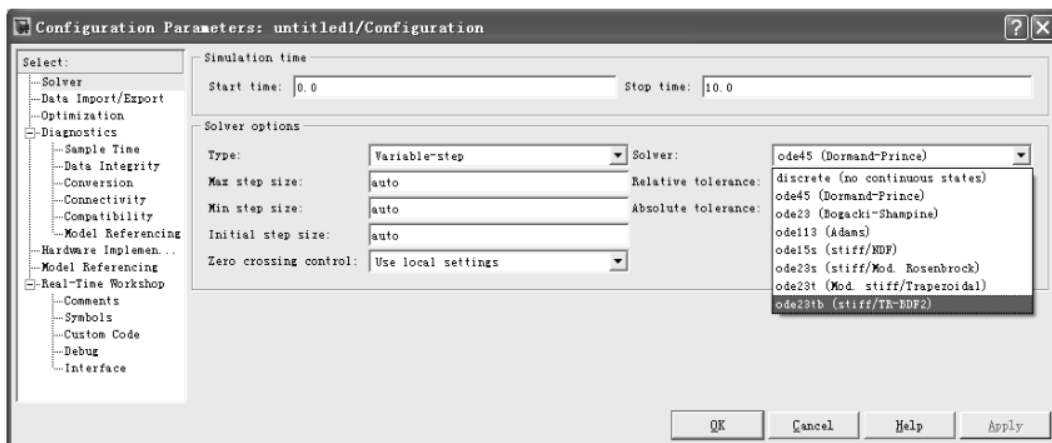 Configuration Parameters: untitled1/Configuration
Select:
Solver
Data Import/Export
Optimization
Diagnostics
Sample Time
Data Integrity
Conversion
Connectivity
Compatibility
Model Referencing
Hardware Implemen...
Model Referencing
Real-Time Workshop
Comments
Symbols
Custom Code
Debug
Interface
Simulation time
Start time: 0.0 Stop time: 10.0
Solver options
Type: Variable-step Solver: ode45 (Dormand-Prince)
Max step size: auto Relative tolerance:
Min step size: auto Absolute tolerance:
Initial step size: auto
Zero crossing control: Use local settings
discrete (no continuous states)
ode45 (Dormand-Prince)
ode23 (Bogacki-Shampine)
ode113 (Adams)
ode15s (stiff/NDF)
ode23s (stiff/Mod. Rosenbrock)
ode23t (Mod. stiff/Trapezoidal)
ode23tb (stiff/TR-BDF2)
OK Cancel Help Apply